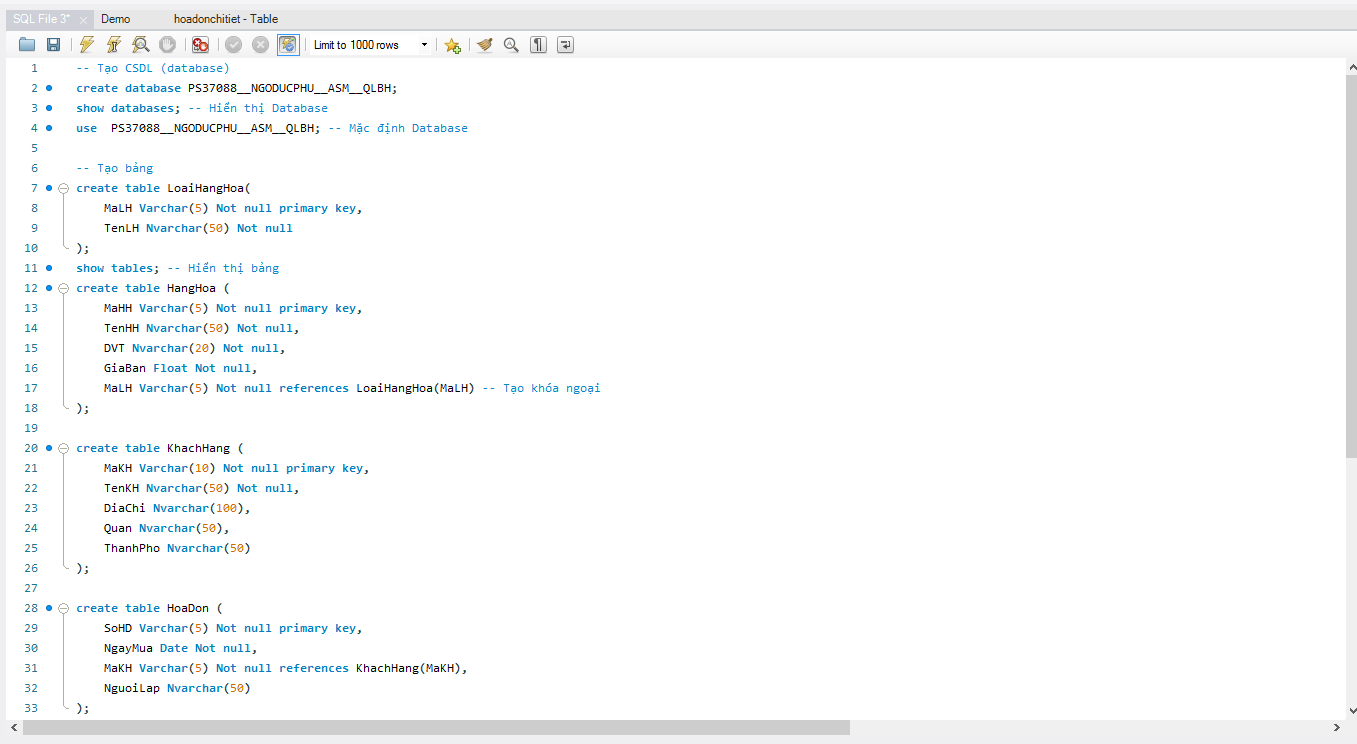 SQL File 3* Demo hoadonchitiet - Table
Limit to 1000 rows
1 -- Tạo CSDL (database)
2 create database PS37088__NGODUCPHU__ASM__QLBH;
3 show databases; -- Hiển thị Database
4 use PS37088__NGODUCPHU__ASM__QLBH; -- Mặc định Database
5
6 -- Tạo bảng
7 create table LoaiHangHoa(
8 MaLH Varchar(5) Not null primary key,
9 TenLH Nvarchar(50) Not null
10 );
11 show tables; -- Hiển thị bảng
12 create table HangHoa (
13 MaHH Varchar(5) Not null primary key,
14 TenHH Nvarchar(50) Not null,
15 DVT Nvarchar(20) Not null,
16 GiaBan Float Not null,
17 MaLH Varchar(5) Not null references LoaiHangHoa(MaLH) -- Tạo khóa ngoại
18 );
19
20 create table KhachHang (
21 MaKH Varchar(10) Not null primary key,
22 TenKH Nvarchar(50) Not null,
23 DiaChi Nvarchar(100),
24 Quan Nvarchar(50),
25 ThanhPho Nvarchar(50)
26 );
27
28 create table HoaDon (
29 SoHD Varchar(5) Not null primary key,
30 NgayMua Date Not null,
31 MaKH Varchar(5) Not null references KhachHang(MaKH),
32 NguoiLap Nvarchar(50)
33 );